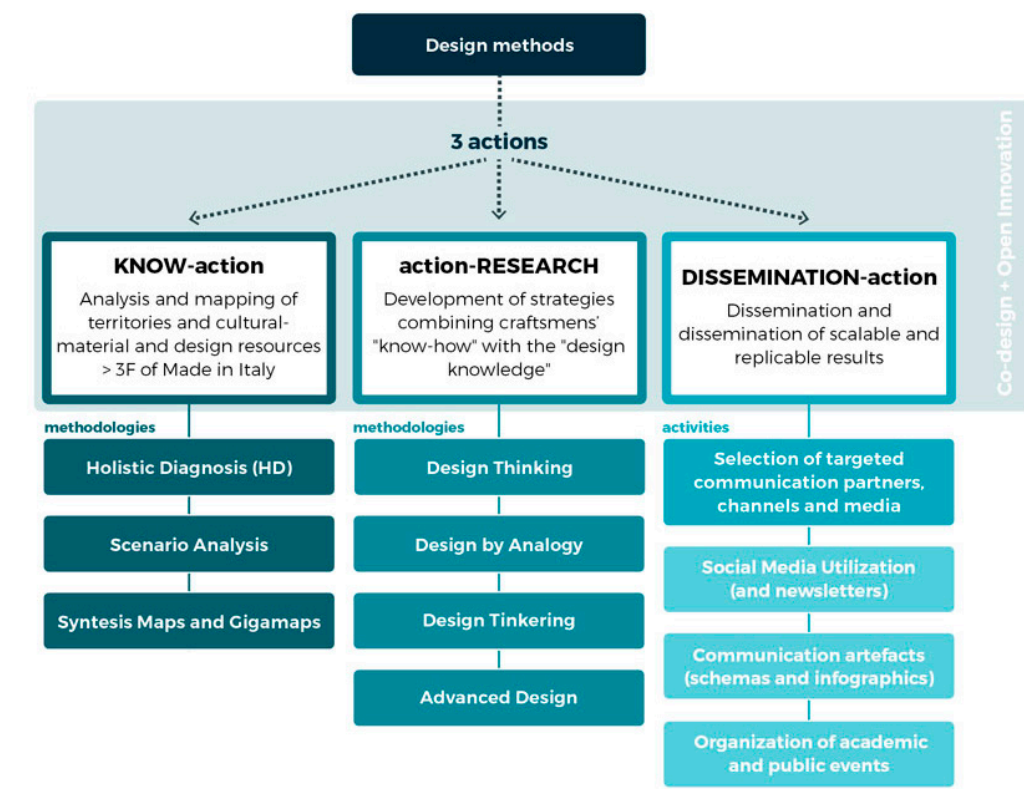 Design methods
3 actions
Co-design + Open Innovation
KNOW-action
Analysis and mapping of
territories and cultural-
material and design resources
> 3F of Made in Italy
action-RESEARCH
Development of strategies
combining craftsmens’
"know-how" with the "design
knowledge"
DISSEMINATION-action
Dissemination and
dissemination of scalable and
replicable results
methodologies
Holistic Diagnosis (HD)
Scenario Analysis
Syntesis Maps and Gigamaps
methodologies
Design Thinking
Design by Analogy
Design Tinkering
Advanced Design
activities
Selection of targeted
communication partners,
channels and media
Social Media Utilization
(and newsletters)
Communication artefacts
(schemas and infographics)
Organization of academic
and public events